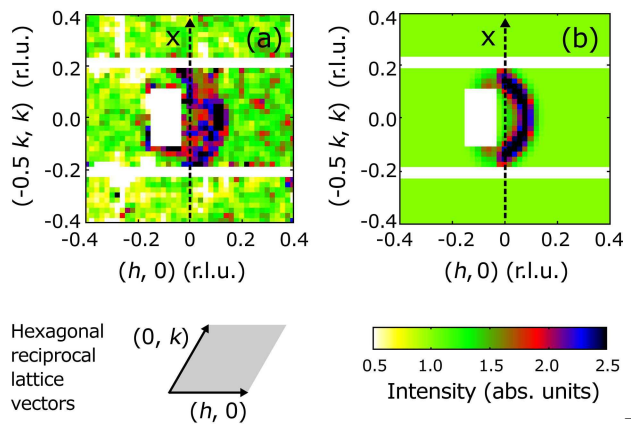 0.4
0.2
0.0
-0.2
-0.4
(-0.5 k, k) (r.l.u.)
x
(a)
-0.4 -0.2 0 0.2 0.4
(h, 0) (r.l.u.)
0.4
0.2
0.0
-0.2
-0.4
(-0.5 k, k) (r.l.u.)
x
(b)
-0.4 -0.2 0 0.2 0.4
(h, 0) (r.l.u.)
Hexagonal
reciprocal
lattice
vectors
(0, k)
(h, 0)
0.5 1.0 1.5 2.0 2.5
Intensity (abs. units)